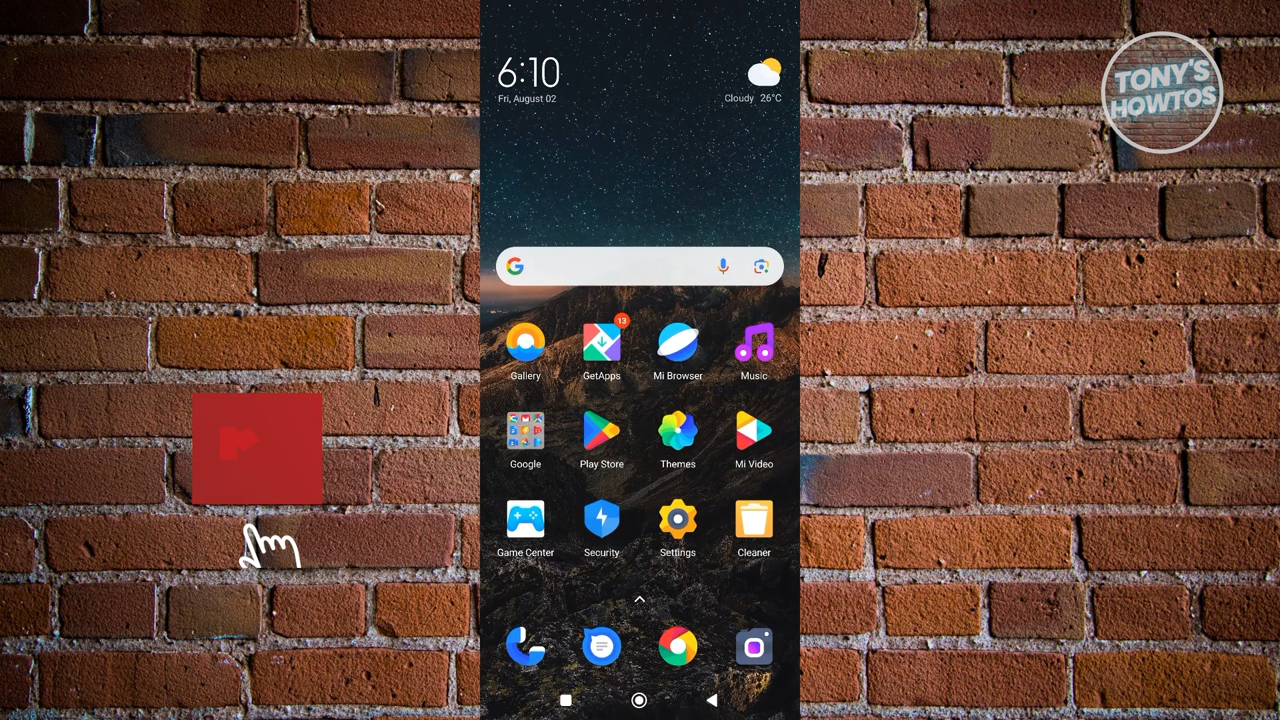 6:10
Fri, August 02
Cloudy 26°C
TONY'S
HOWTOS
13
Gallery
GetApps
Mi Browser
Music
Google
Play Store
Themes
Mi Video
Game Center
Security
Settings
Cleaner